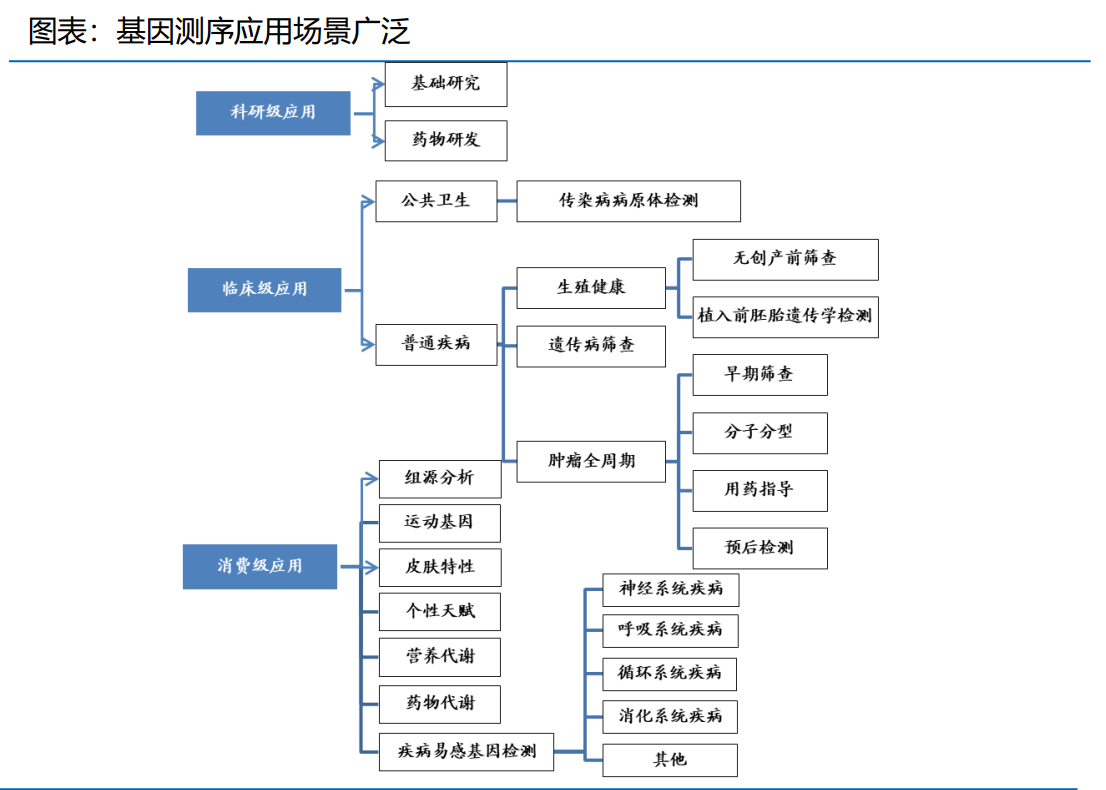 图表：基因测序应用场景广泛
科研级应用
基础研究
药物研发
临床级应用
公共卫生
传染病病原体检测
普通疾病
生殖健康
无创产前筛查
植入前胚胎遗传学检测
遗传病筛查
肿瘤全周期
早期筛查
分子分型
用药指导
预后检测
消费级应用
组源分析
运动基因
皮肤特性
个性天赋
营养代谢
药物代谢
疾病易感基因检测
神经系统疾病
呼吸系统疾病
循环系统疾病
消化系统疾病
其他